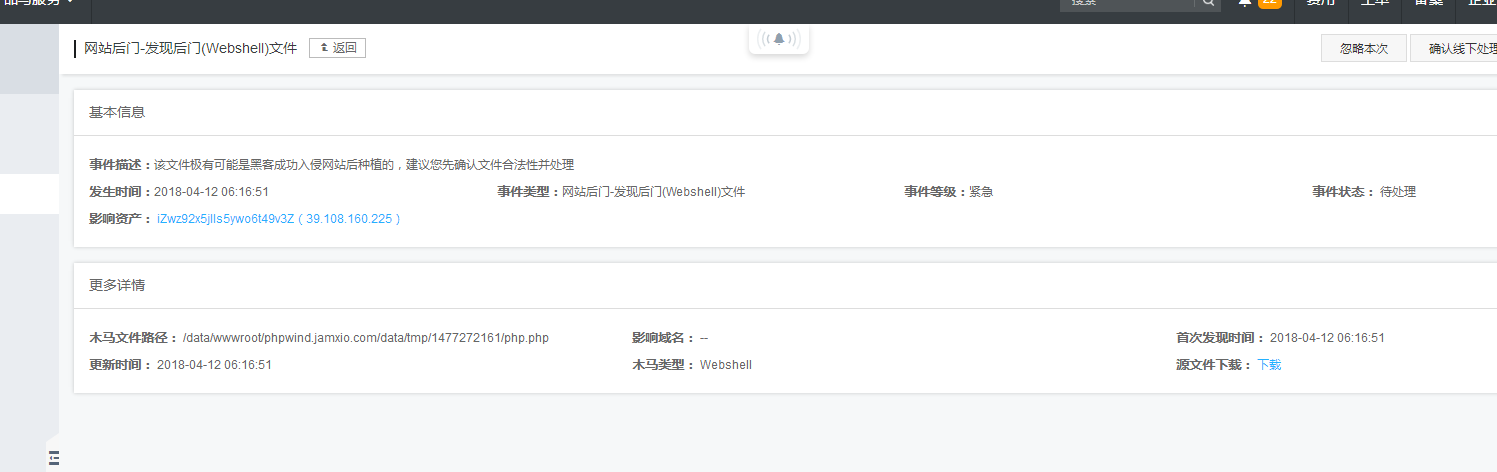 品与服务
搜索 22 费用 工单 备案 企业
网站后门-发现后门(Webshell)文件 返回 忽略本次 确认线下处理
基本信息
事件描述：该文件极有可能是黑客成功入侵网站后种植的，建议您先确认文件合法性并处理
发生时间：2018-04-12 06:16:51 事件类型：网站后门-发现后门(Webshell)文件 事件等级：紧急 事件状态： 待处理
影响资产： iZwz92x5jlls5ywo6t49v3Z ( 39.108.160.225 )
更多详情
木马文件路径： /data/wwwroot/phpwind.jamxio.com/data/tmp/1477272161/php.php 影响域名： -- 首次发现时间： 2018-04-12 06:16:51
更新时间： 2018-04-12 06:16:51 木马类型： Webshell 源文件下载： 下载